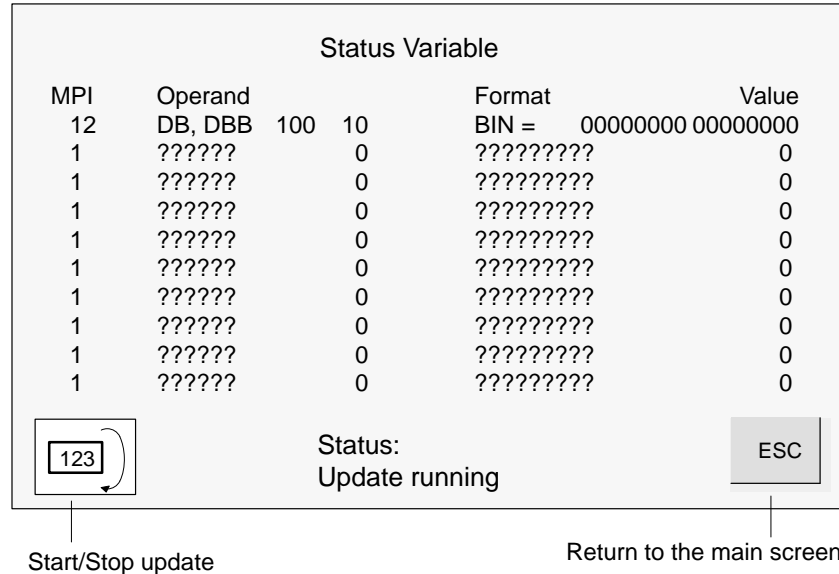 Status Variable
MPI Operand Format Value
12 DB, DBB 100 10 BIN = 00000000 00000000
1 ?????? 0 ????????? 0
1 ?????? 0 ????????? 0
1 ?????? 0 ????????? 0
1 ?????? 0 ????????? 0
1 ?????? 0 ????????? 0
1 ?????? 0 ????????? 0
1 ?????? 0 ????????? 0
1 ?????? 0 ????????? 0
1 ?????? 0 ????????? 0
123 Status: ESC
Update running
Start/Stop update Return to the main screen